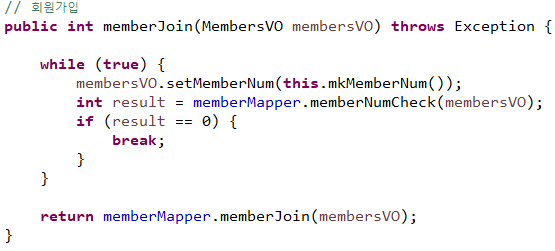 // 회원가입
public int memberJoin(MembersVO membersVO) throws Exception {
while (true) {
membersVO.setMemberNum(this.mkMemberNum());
int result = memberMapper.memberNumCheck(membersVO);
if (result == 0) {
break;
}
}
return memberMapper.memberJoin(membersVO);
}